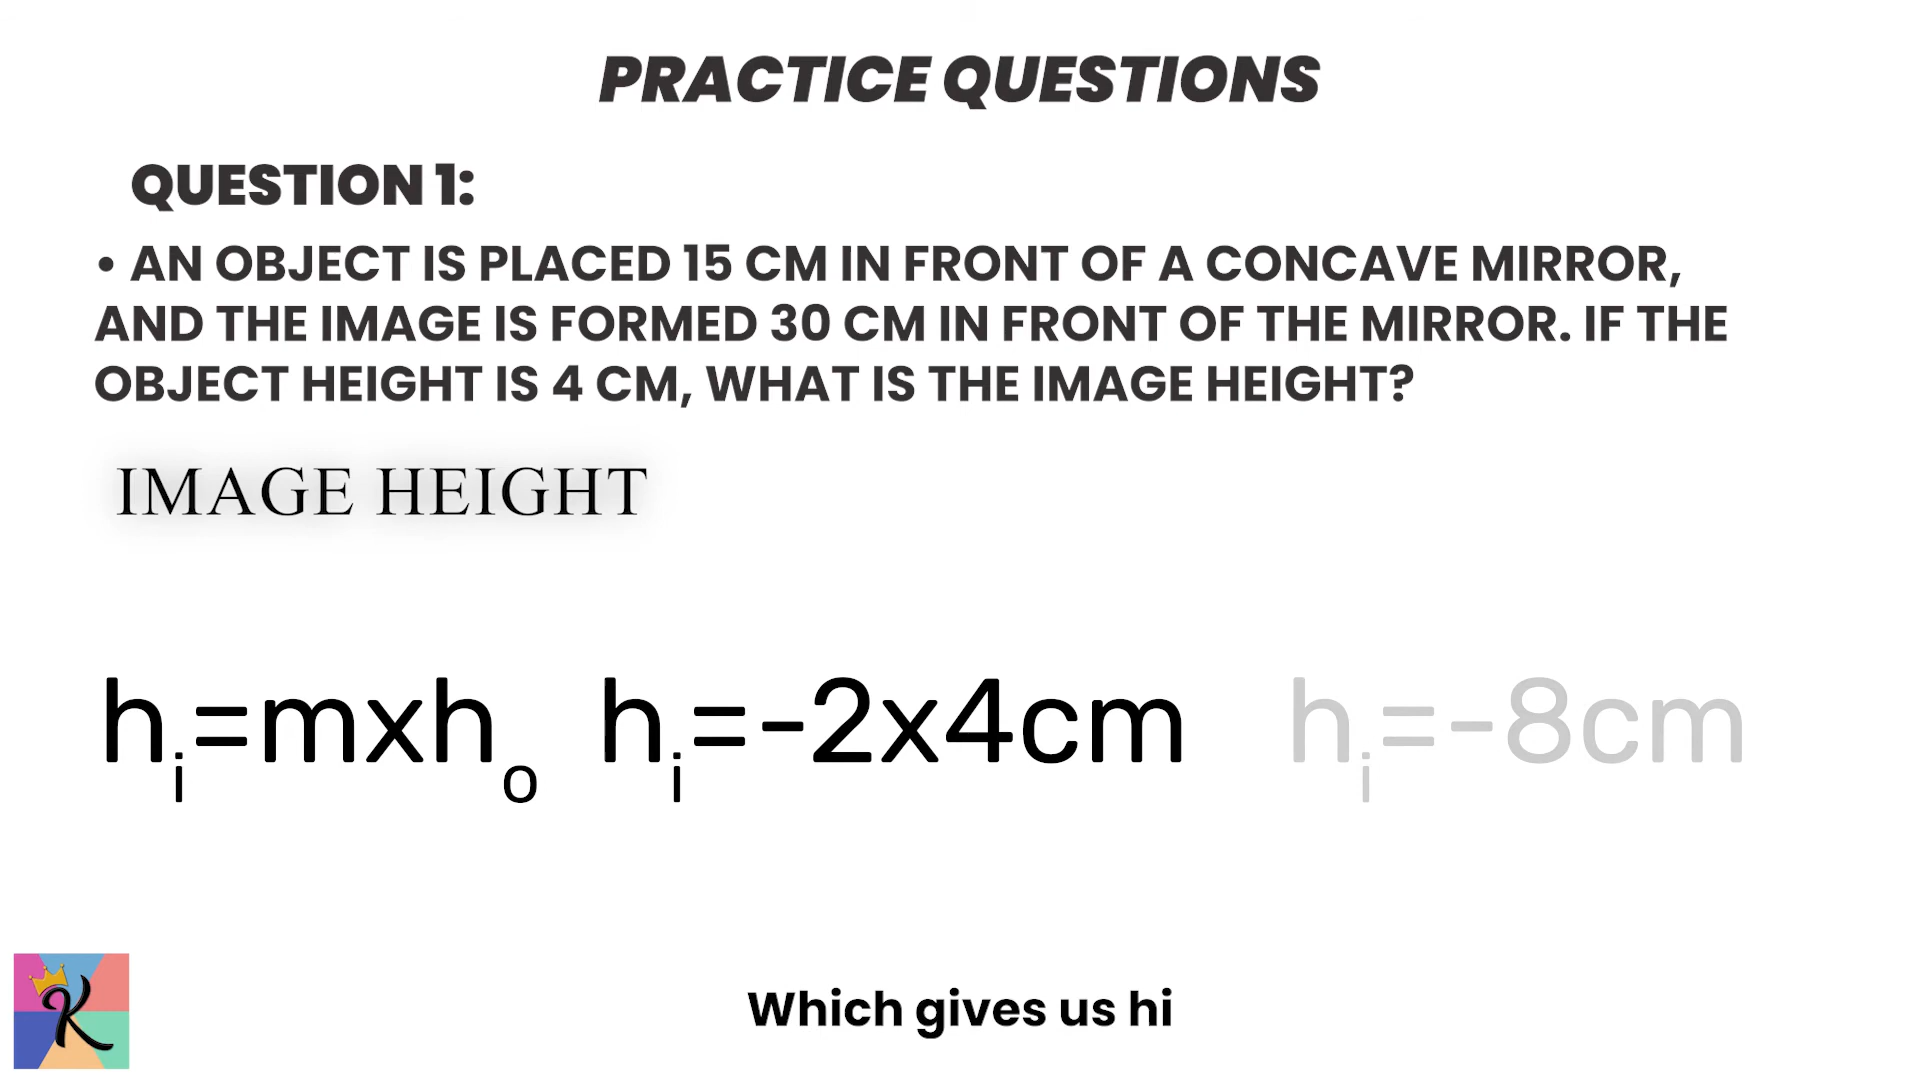 PRACTICE QUESTIONS
QUESTION 1:
• AN OBJECT IS PLACED 15 CM IN FRONT OF A CONCAVE MIRROR,
AND THE IMAGE IS FORMED 30 CM IN FRONT OF THE MIRROR. IF THE
OBJECT HEIGHT IS 4 CM, WHAT IS THE IMAGE HEIGHT?
IMAGE HEIGHT
hᵢ=mxhₒ hᵢ=-2x4cm hᵢ=-8cm
K
Which gives us hi